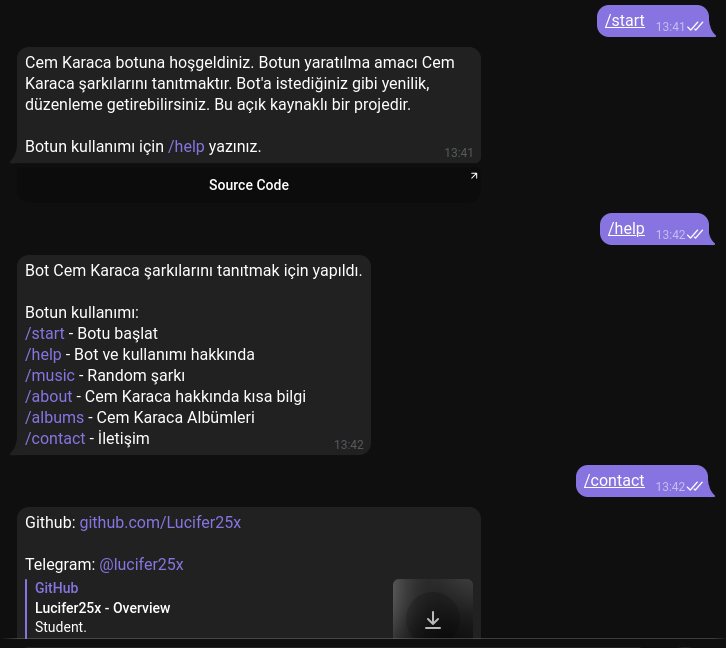 /start 13:41
Cem Karaca botuna hoşgeldiniz. Botun yaratılma amacı Cem
Karaca şarkılarını tanıtmaktır. Bot'a istediğiniz gibi yenilik,
düzenleme getirebilirsiniz. Bu açık kaynaklı bir projedir.
Botun kullanımı için /help yazınız.
13:41
Source Code
/help 13:42
Bot Cem Karaca şarkılarını tanıtmak için yapıldı.
Botun kullanımı:
/start - Botu başlat
/help - Bot ve kullanımı hakkında
/music - Random şarkı
/about - Cem Karaca hakkında kısa bilgi
/albums - Cem Karaca Albümleri
/contact - İletişim
13:42
/contact 13:42
Github: github.com/Lucifer25x
Telegram: @lucifer25x
GitHub
Lucifer25x - Overview
Student.